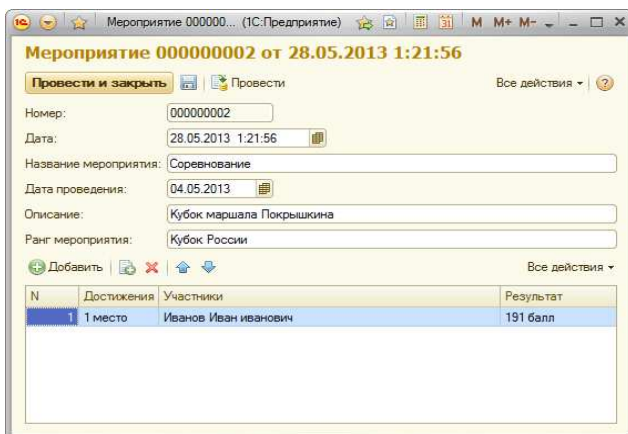 Мероприятие 000000... (1С:Предприятие) M M+ M-
Мероприятие 000000002 от 28.05.2013 1:21:56
Провести и закрыть Провести Все действия
Номер: 000000002
Дата: 28.05.2013 1:21:56
Название мероприятия: Соревнование
Дата проведения: 04.05.2013
Описание: Кубок маршала Покрышкина
Ранг мероприятия: Кубок России
Добавить Все действия
N Достижения Участники Результат
1 1 место Иванов Иван иванович 191 балл